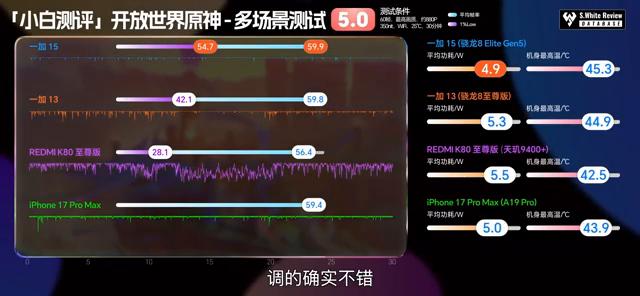 「小白测评」开放世界原神-多场景测试 5.0
测试条件
60帧、最高画质、约880P
350nit、WiFi、25℃、30分钟
平均帧率
1%Low
S.White Review
DATABASE
一加 15
54.7
59.9
一加 13
42.1
59.8
REDMI K80 至尊版
28.1
56.4
iPhone 17 Pro Max
59.4
0 5 10 15 20 25 30
一加 15 (骁龙8 Elite Gen5)
平均功耗/W 机身最高温/℃
4.9 45.3
一加 13 (骁龙8至尊版)
平均功耗/W 机身最高温/℃
5.3 44.9
REDMI K80 至尊版 (天玑9400+)
平均功耗/W 机身最高温/℃
5.5 42.5
iPhone 17 Pro Max (A19 Pro)
平均功耗/W 机身最高温/℃
5.0 43.9
调的确实不错